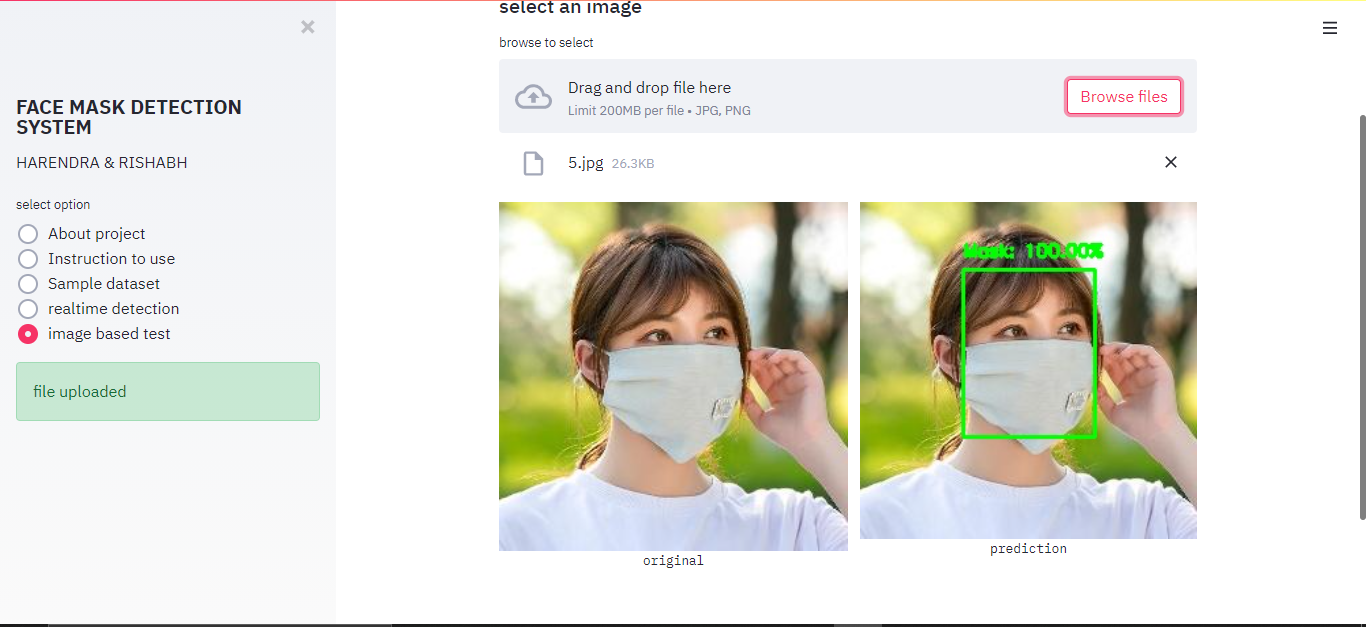 select an image
browse to select
Drag and drop file here
Limit 200MB per file • JPG, PNG
Browse files
5.jpg 26.3KB
FACE MASK DETECTION
SYSTEM
HARENDRA & RISHABH
select option
About project
Instruction to use
Sample dataset
realtime detection
image based test
file uploaded
Mask: 100.00%
original
prediction